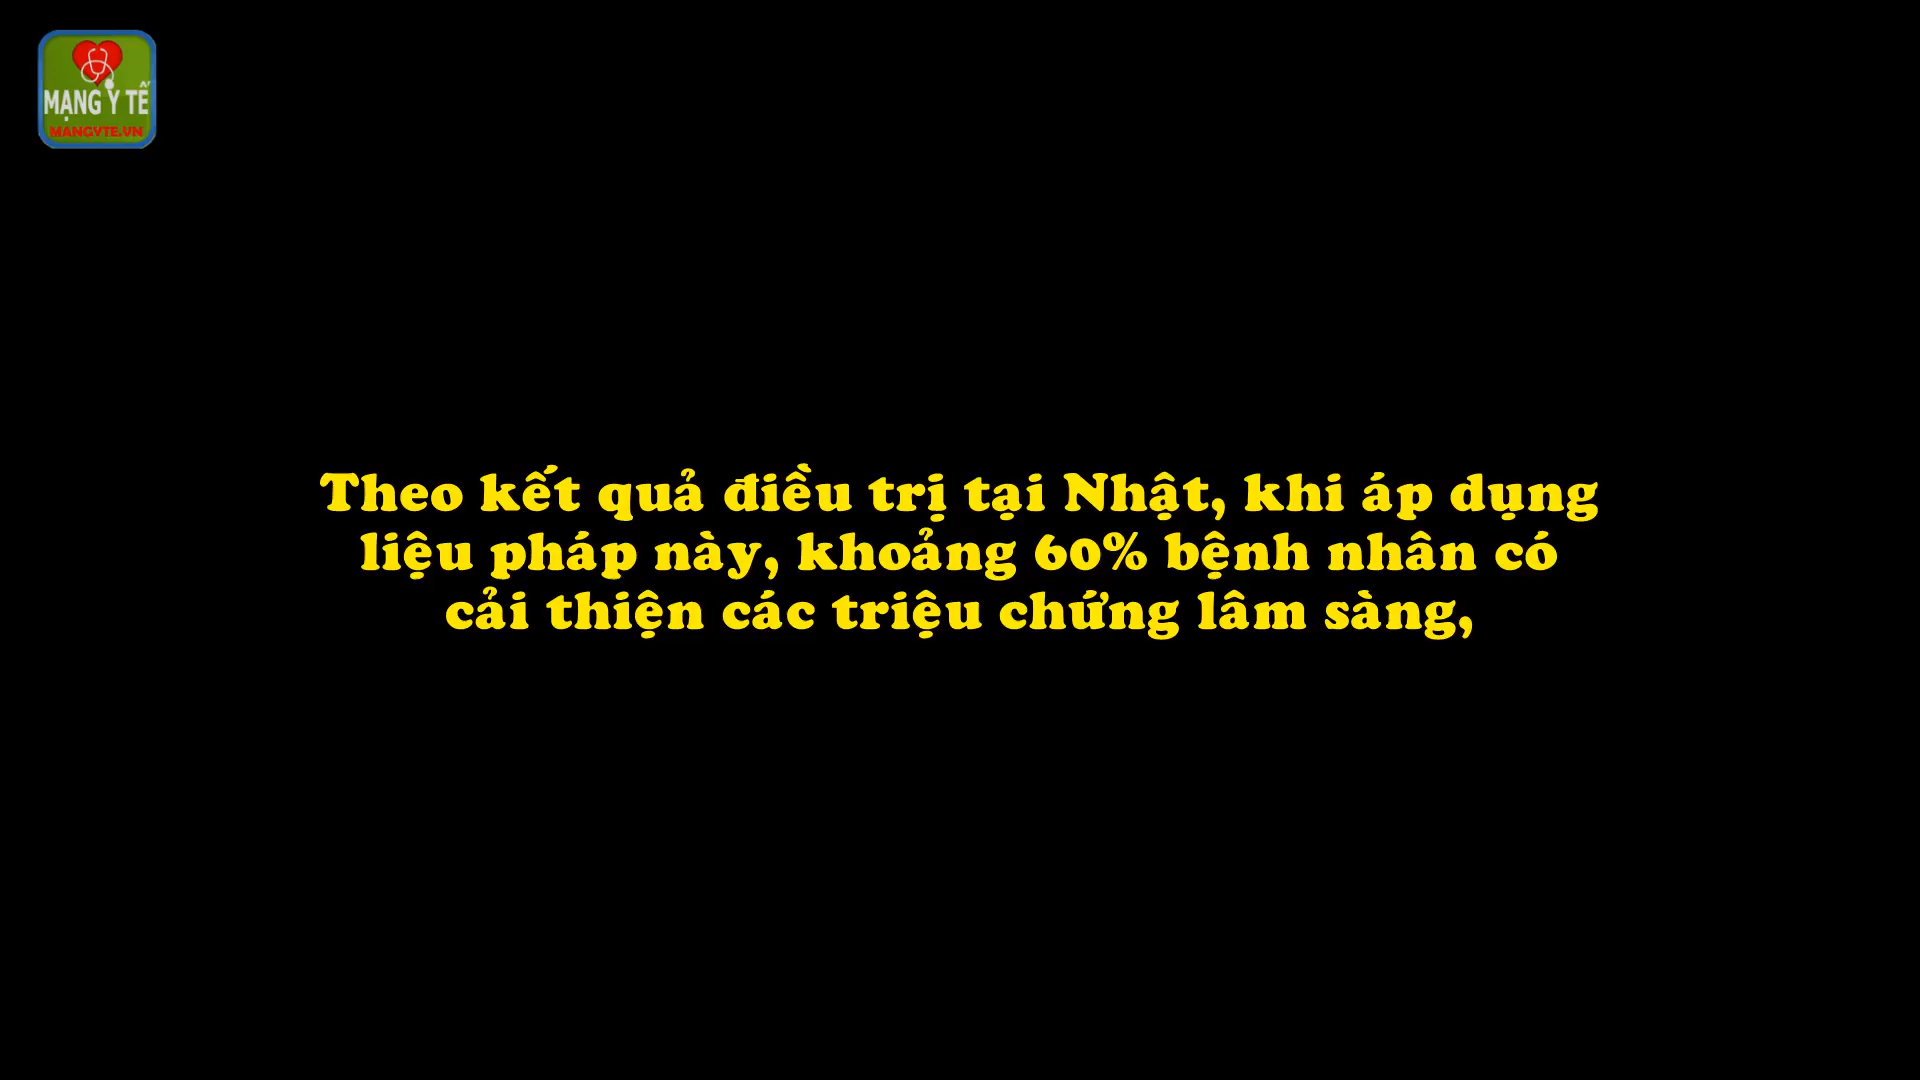 MẠNG Y TẾ
MANGYTE.VN
Theo kết quả điều trị tại Nhật, khi áp dụng
liệu pháp này, khoảng 60% bệnh nhân có
cải thiện các triệu chứng lâm sàng,